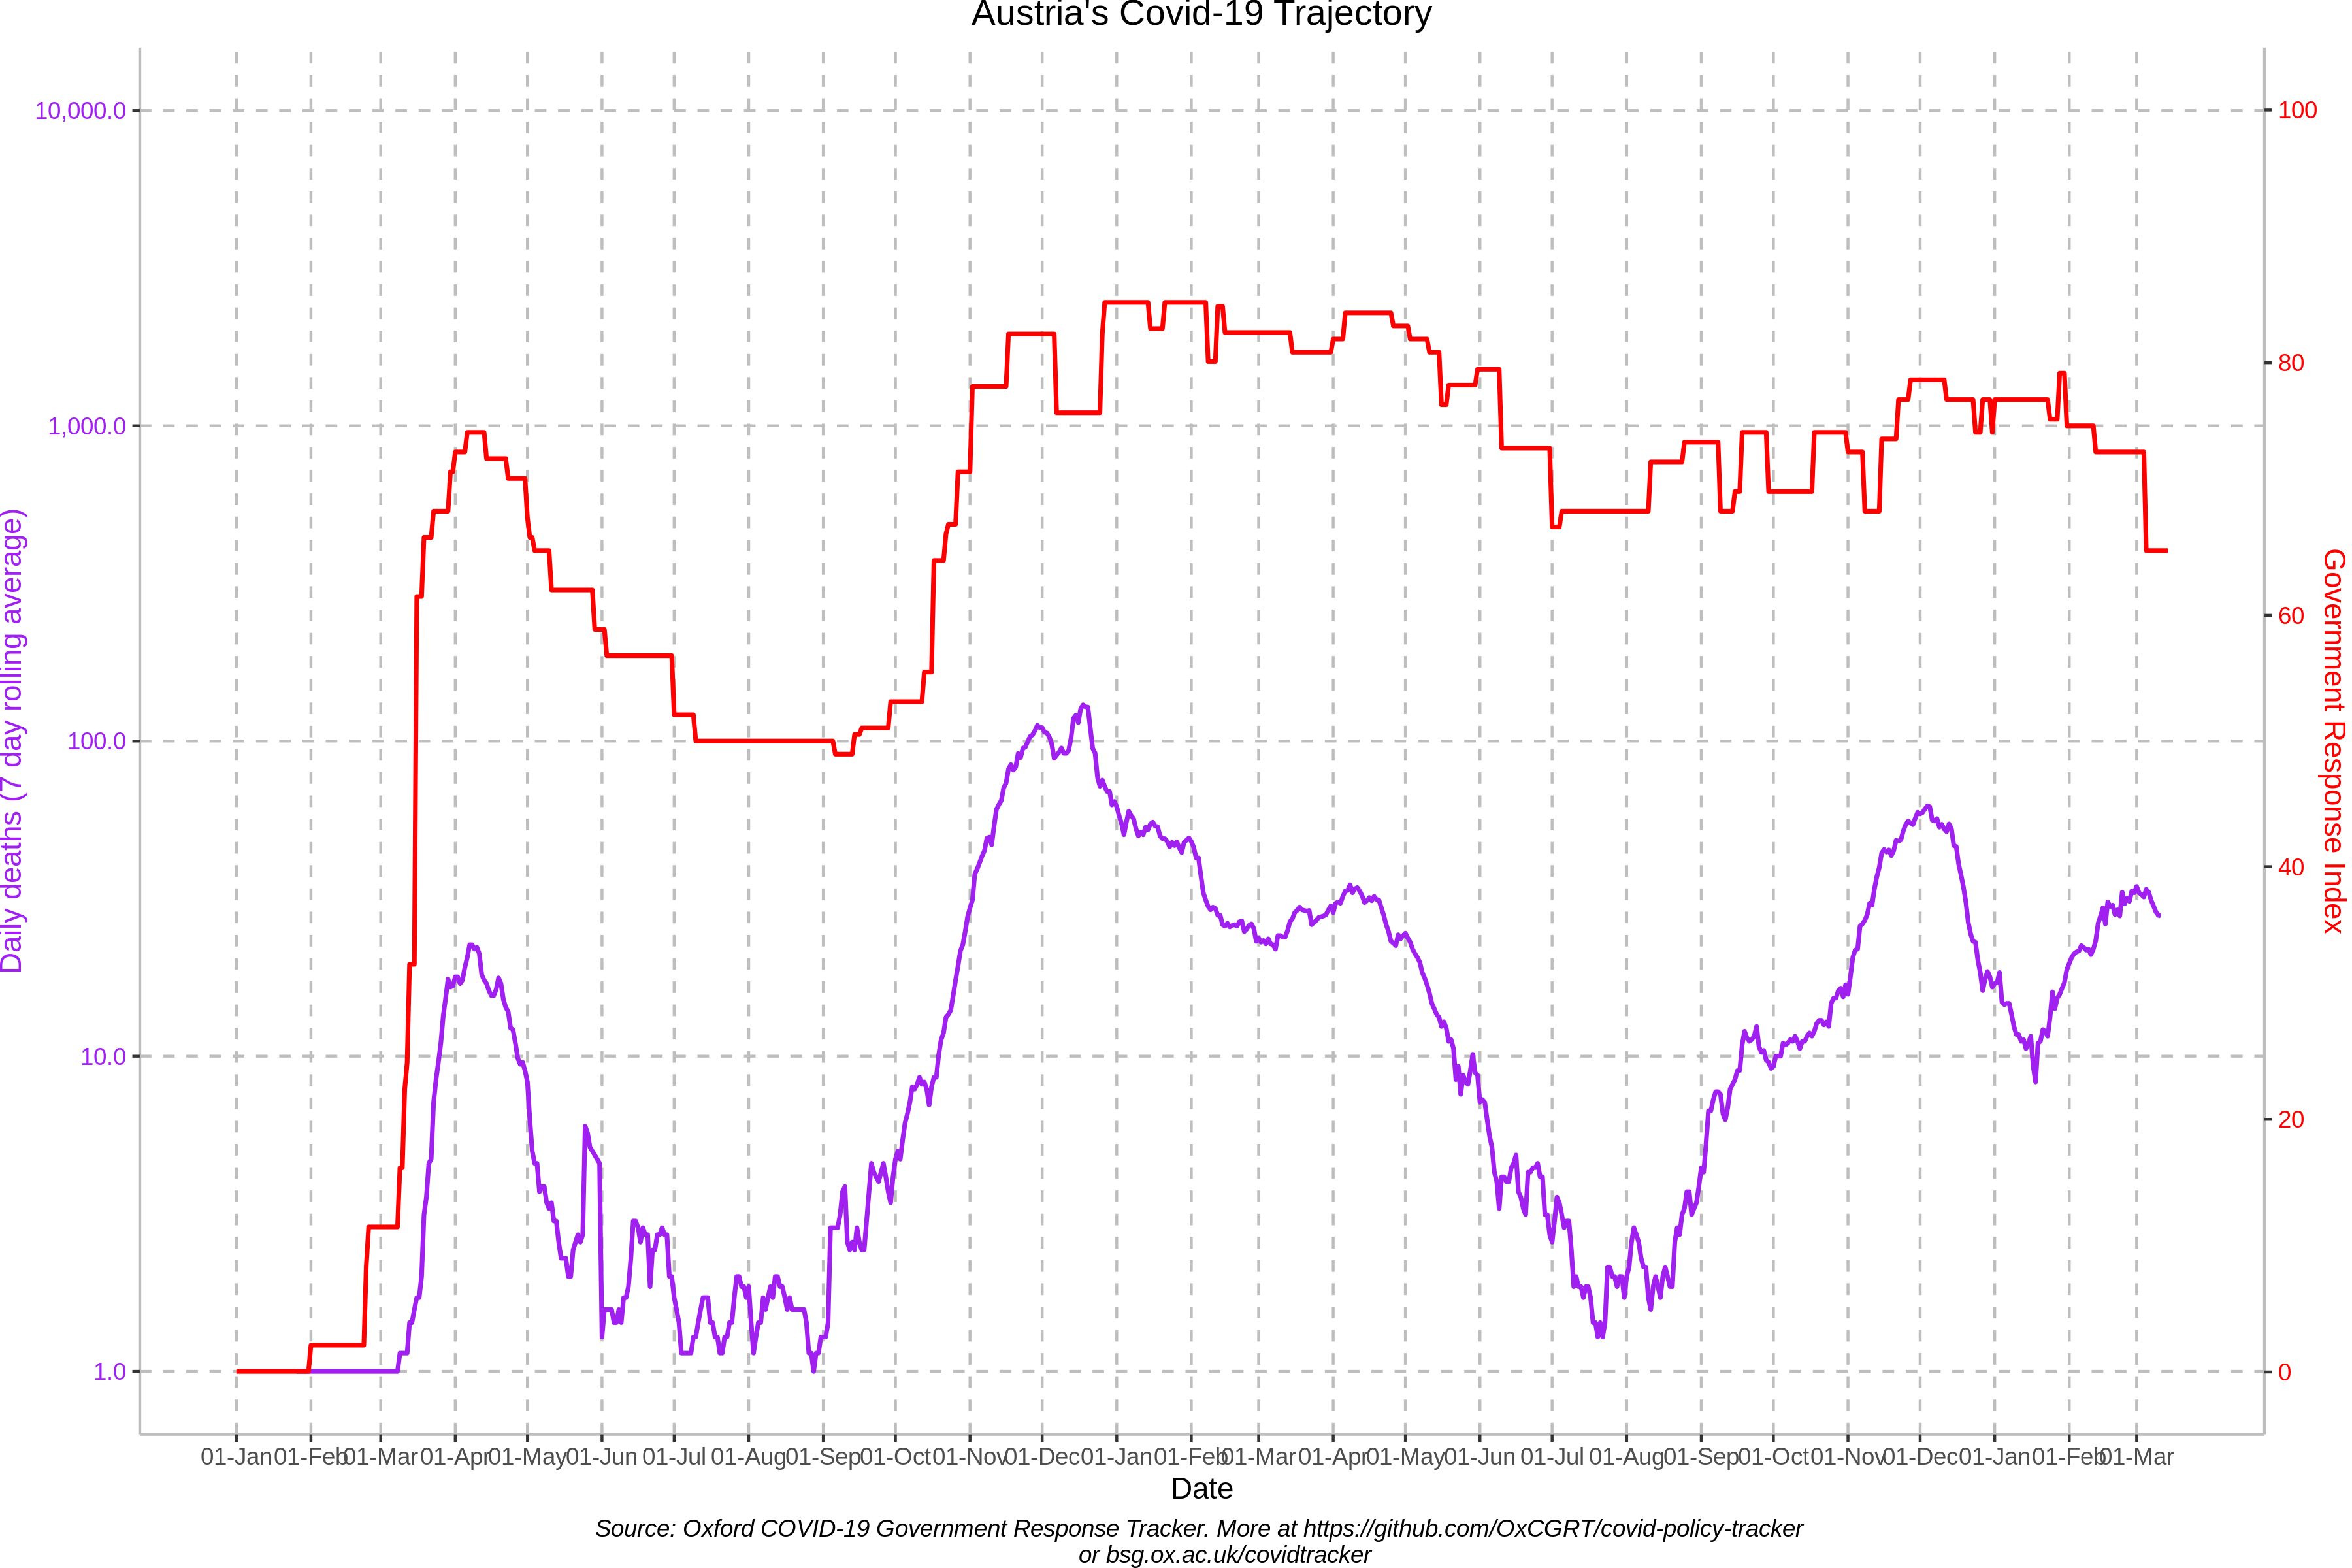 Austria's Covid-19 Trajectory
10,000.0
1,000.0
100.0
10.0
1.0
Daily deaths (7 day rolling average)
100
80
60
40
20
0
Government Response Index
01-Jan 01-Feb 01-Mar 01-Apr 01-May 01-Jun 01-Jul 01-Aug 01-Sep 01-Oct 01-Nov 01-Dec 01-Jan 01-Feb 01-Mar 01-Apr 01-May 01-Jun 01-Jul 01-Aug 01-Sep 01-Oct 01-Nov 01-Dec 01-Jan 01-Feb 01-Mar
Date
Source: Oxford COVID-19 Government Response Tracker. More at https://github.com/OxCGRT/covid-policy-tracker
or bsg.ox.ac.uk/covidtracker